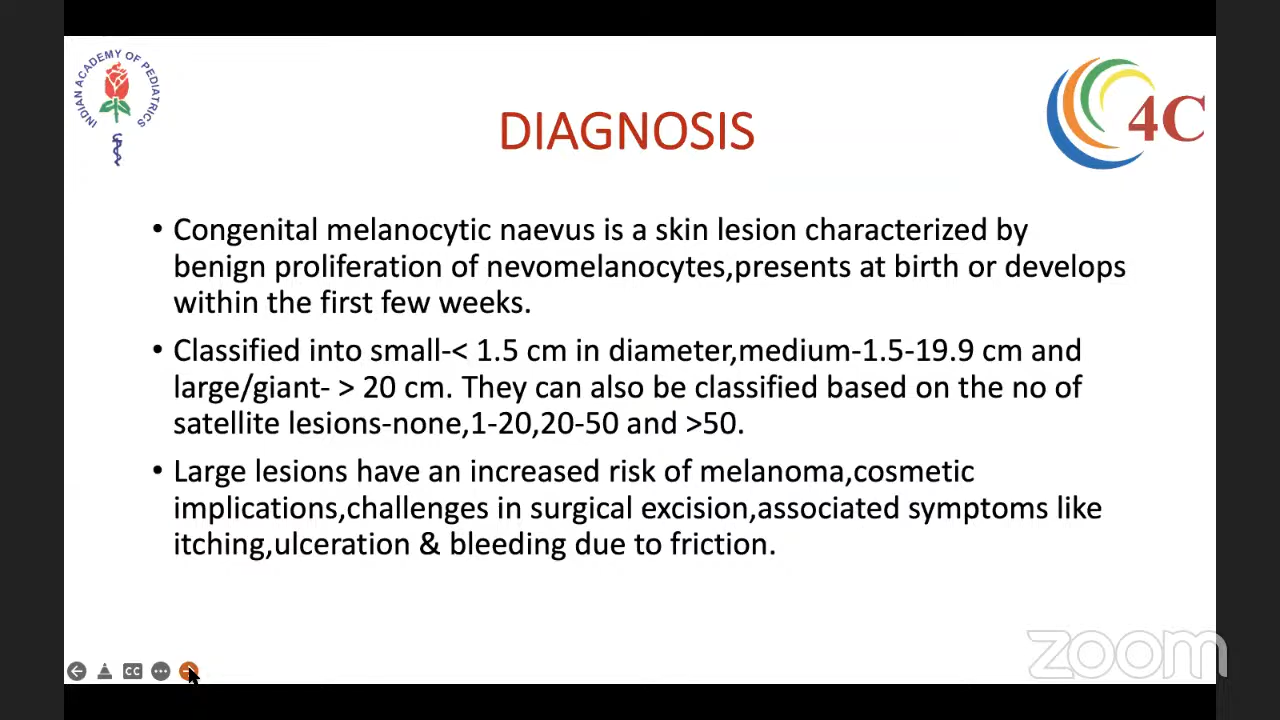 INDIAN ACADEMY OF PEDIATRICS
4C
DIAGNOSIS
• Congenital melanocytic naevus is a skin lesion characterized by
benign proliferation of nevomelanocytes,presents at birth or develops
within the first few weeks.
• Classified into small-< 1.5 cm in diameter,medium-1.5-19.9 cm and
large/giant- > 20 cm. They can also be classified based on the no of
satellite lesions-none,1-20,20-50 and >50.
• Large lesions have an increased risk of melanoma,cosmetic
implications,challenges in surgical excision,associated symptoms like
itching,ulceration & bleeding due to friction.
CC
zoom